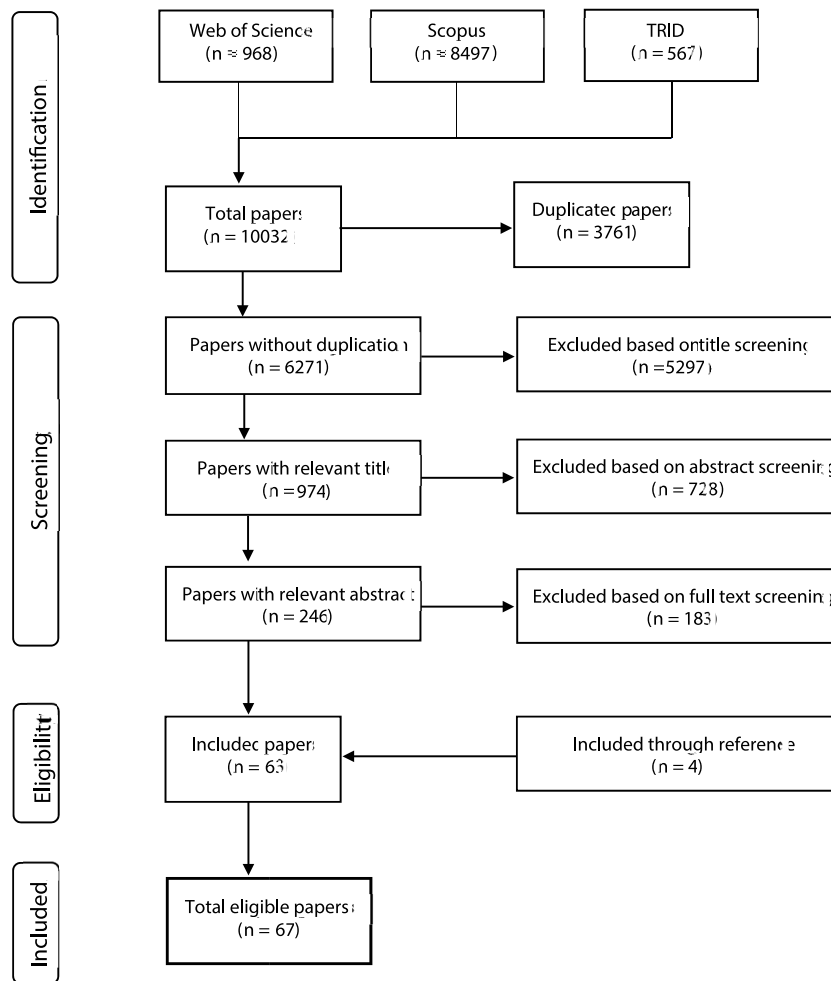 Identification
Web of Science
(n = 968)
Scopus
(n = 8497)
TRID
(n = 567)
Total papers
(n = 10032)
Duplicated papers
(n = 3761)
Screening
Papers without duplication
(n = 6271)
Excluded based ontitle screening
(n =5297)
Papers with relevant title
(n =974)
Excluded based on abstract screening
(n = 728)
Papers with relevant abstract
(n = 246)
Excluded based on full text screening
(n = 183)
Eligibility
Included papers
(n = 63)
Included through reference
(n = 4)
Included
Total eligible papers
(n = 67)